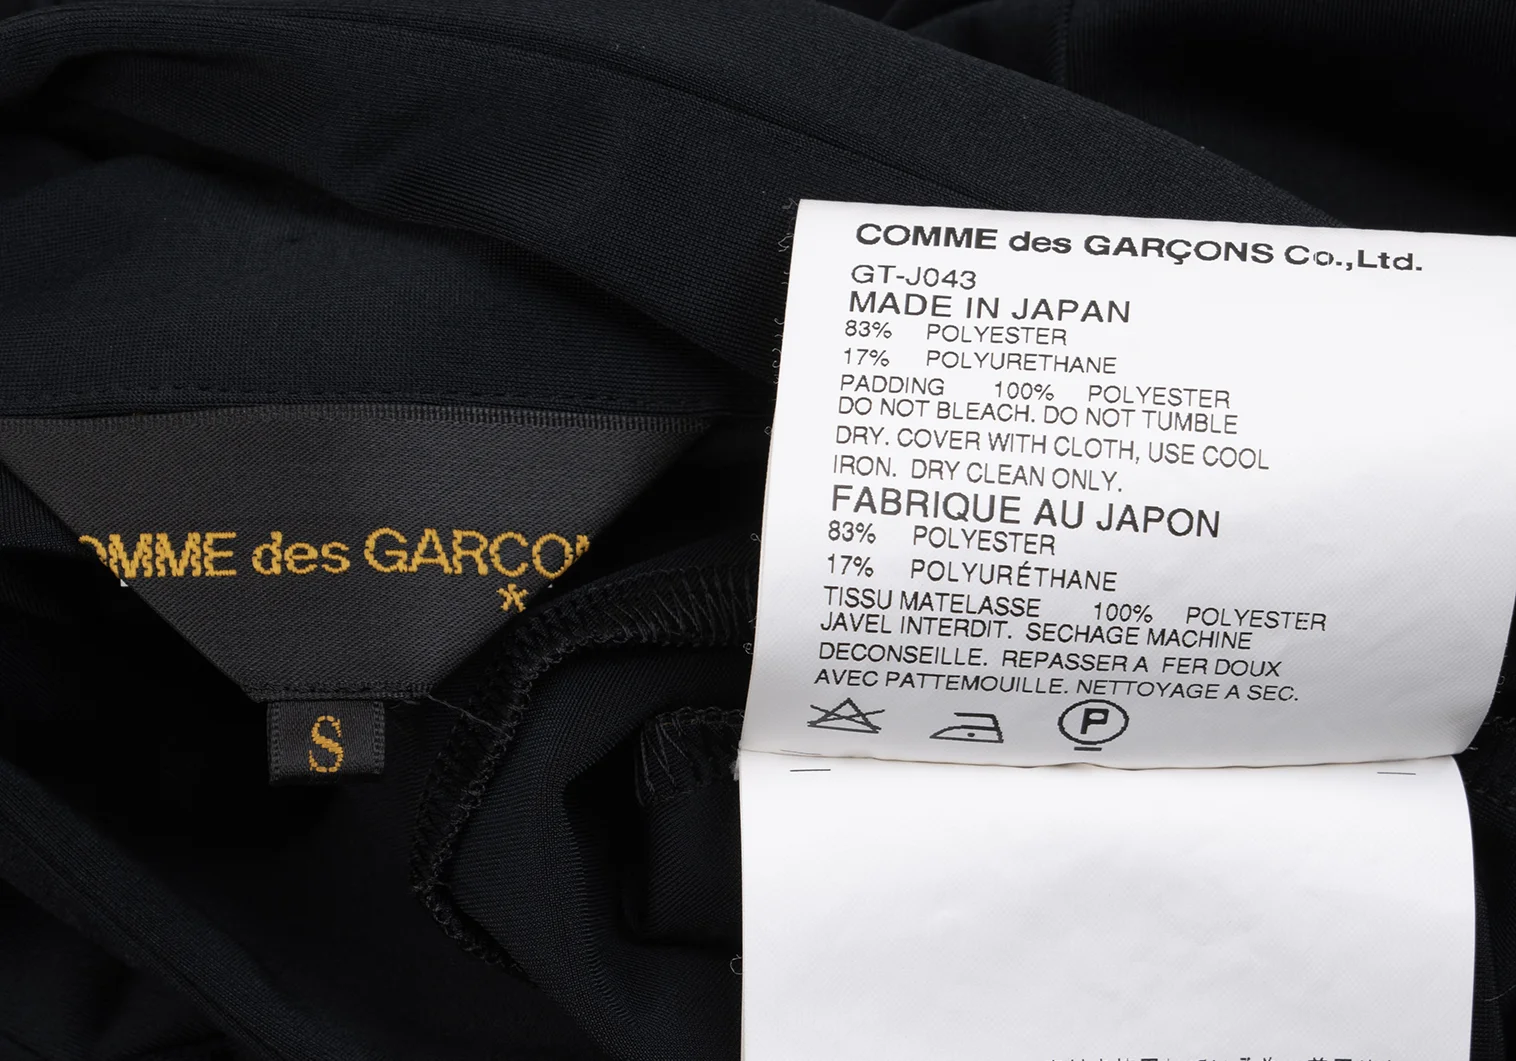 COMME des GARÇONS Co.,Ltd.
GT-J043
MADE IN JAPAN
83% POLYESTER
17% POLYURETHANE
PADDING 100% POLYESTER
DO NOT BLEACH. DO NOT TUMBLE
DRY. COVER WITH CLOTH, USE COOL
IRON. DRY CLEAN ONLY.
FABRIQUE AU JAPON
83% POLYESTER
17% POLYURÉTHANE
TISSU MATELASSE 100% POLYESTER
JAVEL INTERDIT. SECHAGE MACHINE
DECONSEILLE. REPASSER A FER DOUX
AVEC PATTEMOUILLE. NETTOYAGE A SEC.
P
OMME des GARÇON
*
S